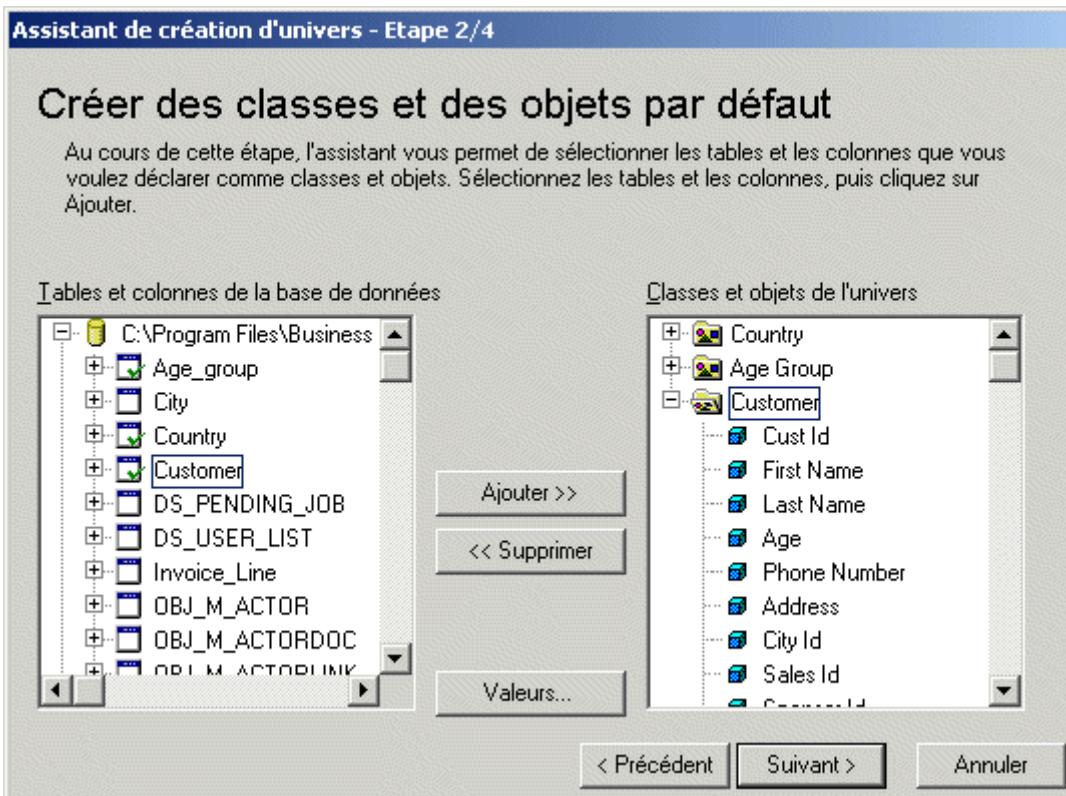 Assistant de création d'univers - Etape 2/4
Créer des classes et des objets par défaut
Au cours de cette étape, l'assistant vous permet de sélectionner les tables et les colonnes que vous
voulez déclarer comme classes et objets. Sélectionnez les tables et les colonnes, puis cliquez sur
Ajouter.
Tables et colonnes de la base de données
C:\Program Files\Business
Age_group
City
Country
Customer
DS_PENDING_JOB
DS_USER_LIST
Invoice_Line
OBJ_M_ACTOR
OBJ_M_ACTORDOC
OBJ_M_ACTORLINK
Ajouter >>
<< Supprimer
Valeurs...
Classes et objets de l'univers
Country
Age Group
Customer
Cust Id
First Name
Last Name
Age
Phone Number
Address
City Id
Sales Id
< Précédent
Suivant >
Annuler